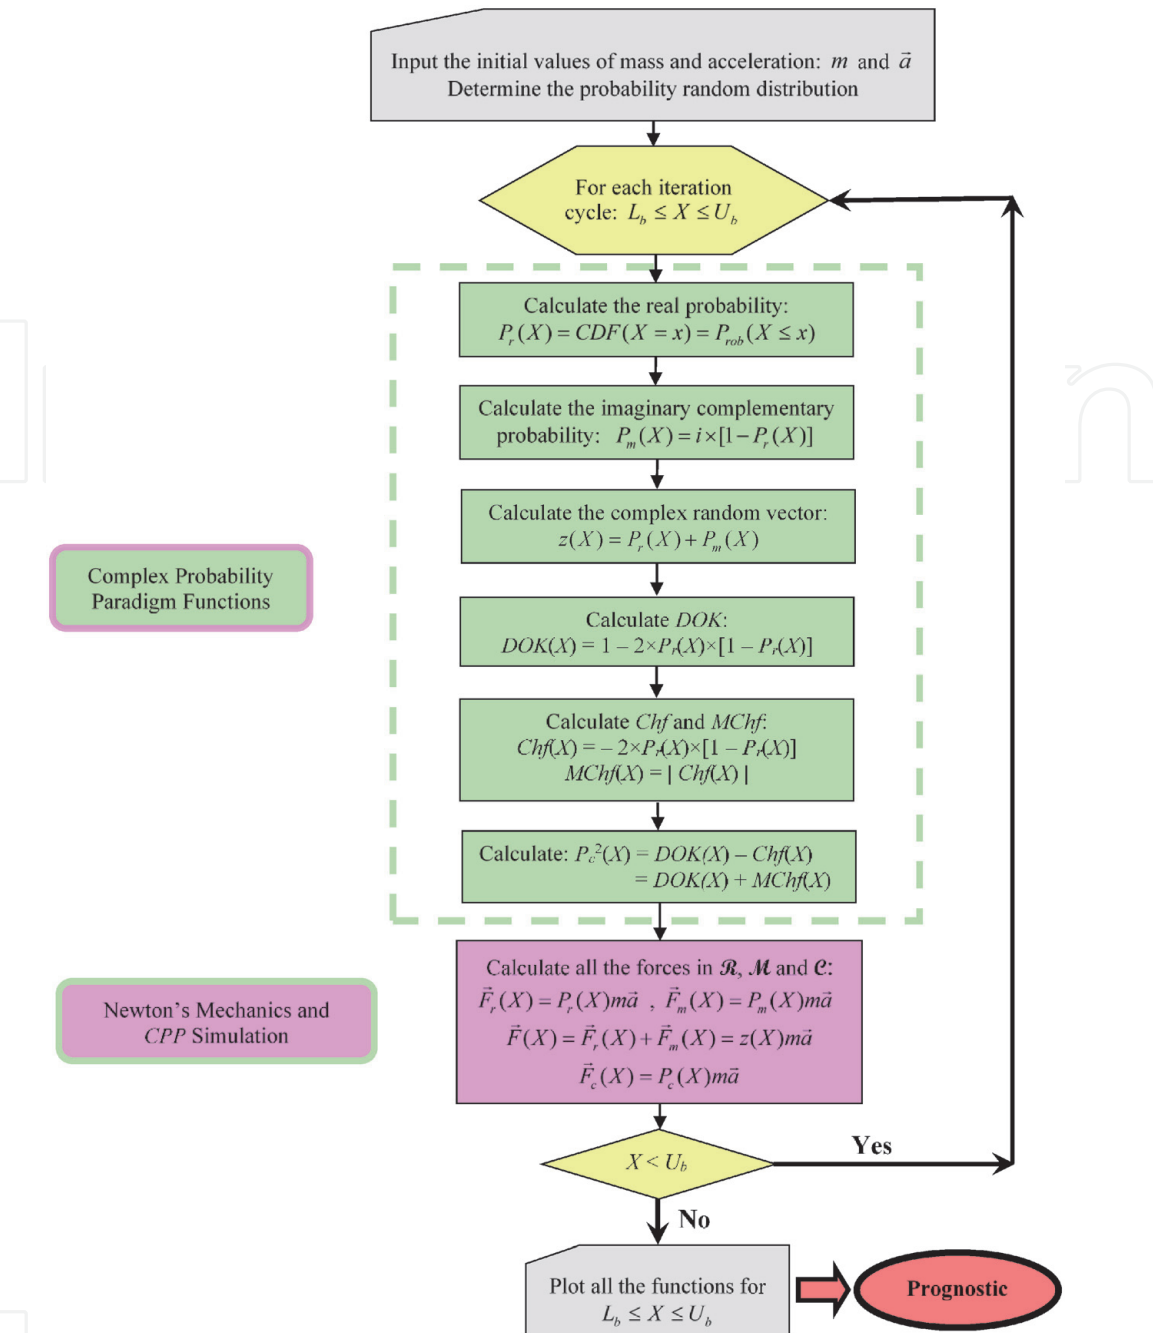 Input the initial values of mass and acceleration: m and a⃗
Determine the probability random distribution
For each iteration
cycle: L_b ≤ X ≤ U_b
Calculate the real probability:
P_r(X) = CDF(X = x) = P_rob(X ≤ x)
Calculate the imaginary complementary
probability: P_m(X) = i×[1−P_r(X)]
Calculate the complex random vector:
z(X) = P_r(X) + P_m(X)
Complex Probability
Paradigm Functions
Calculate DOK:
DOK(X) = 1 − 2×P_r(X)×[1 − P_r(X)]
Calculate Chf and MChf:
Chf(X) = − 2×P_r(X)×[1 − P_r(X)]
MChf(X) = | Chf(X) |
Calculate: P_c²(X) = DOK(X) − Chf(X)
= DOK(X) + MChf(X)
Calculate all the forces in ℛ, ℳ and 𝒞:
F⃗_r(X) = P_r(X)ma⃗ , F⃗_m(X) = P_m(X)ma⃗
F⃗(X) = F⃗_r(X) + F⃗_m(X) = z(X)ma⃗
F⃗_c(X) = P_c(X)ma⃗
Newton's Mechanics and
CPP Simulation
X < U_b
Yes
No
Plot all the functions for
L_b ≤ X ≤ U_b
Prognostic